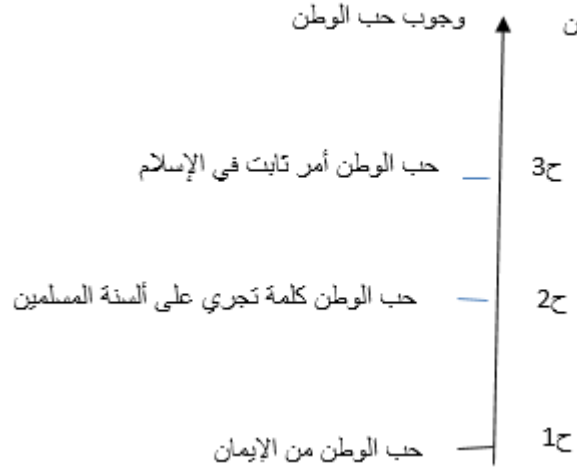 ن
وجوب حب الوطن
ح3 حب الوطن أمر ثابت في الإسلام
ح2 حب الوطن كلمة تجري على ألسنة المسلمين
ح1 حب الوطن من الإيمان